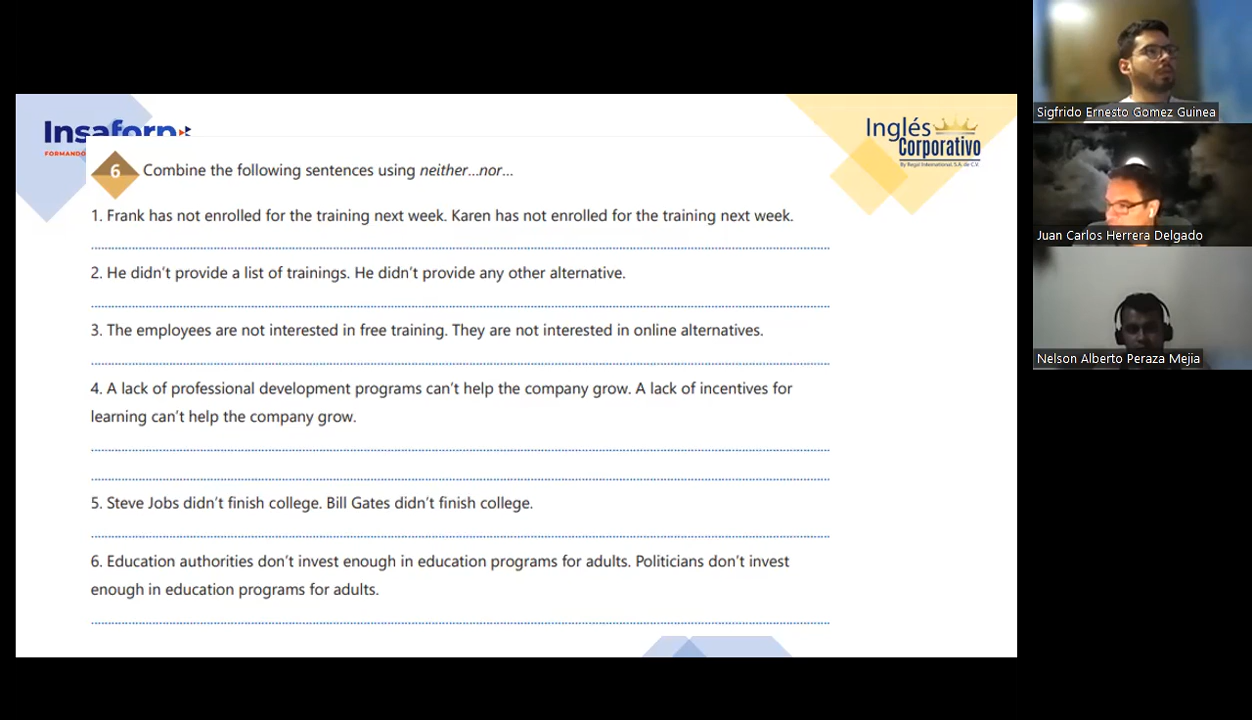 Insaforp
FORMANDO
Inglés
Corporativo
By Regal International, S.A. de C.V.
6 Combine the following sentences using neither...nor...
1. Frank has not enrolled for the training next week. Karen has not enrolled for the training next week.
2. He didn't provide a list of trainings. He didn't provide any other alternative.
3. The employees are not interested in free training. They are not interested in online alternatives.
4. A lack of professional development programs can't help the company grow. A lack of incentives for
learning can't help the company grow.
5. Steve Jobs didn't finish college. Bill Gates didn't finish college.
6. Education authorities don't invest enough in education programs for adults. Politicians don't invest
enough in education programs for adults.
Sigfrido Ernesto Gomez Guinea
Juan Carlos Herrera Delgado
Nelson Alberto Peraza Mejia